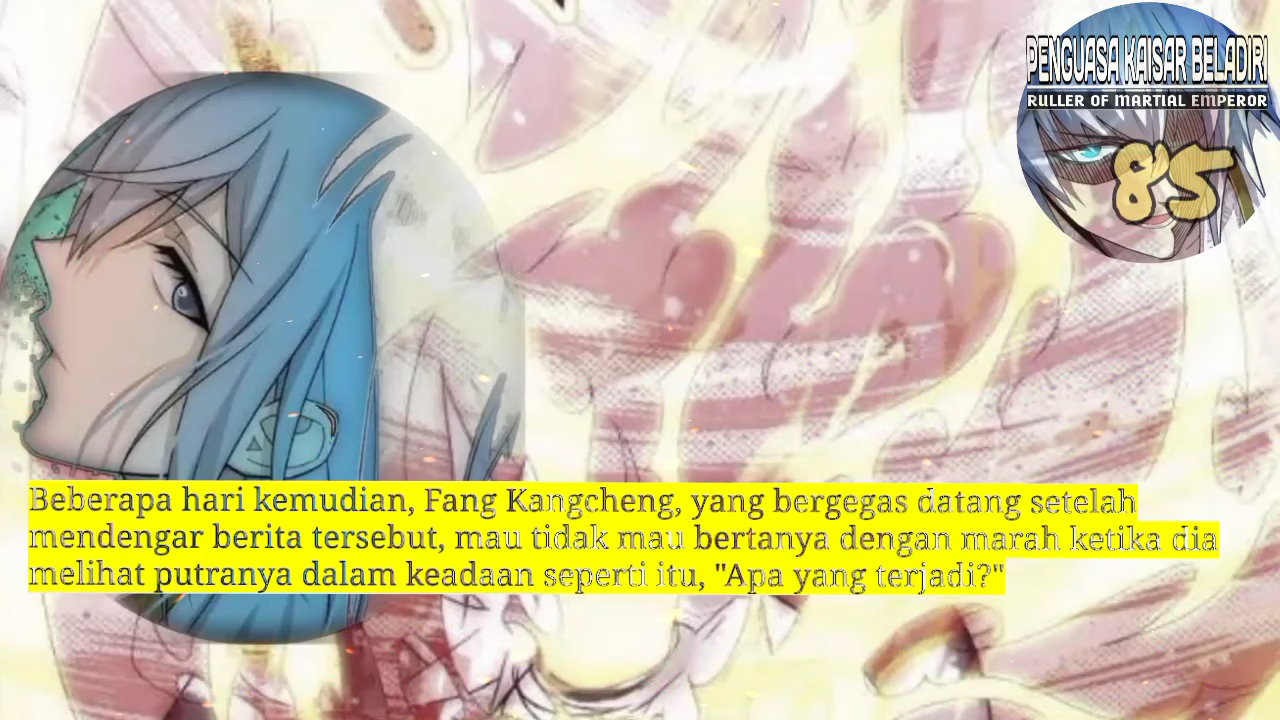 PENGUASA KAISAR BELADIRI
RULLER OF MARTIAL EMPEROR
85
Beberapa hari kemudian, Fang Kangcheng, yang bergegas datang setelah
mendengar berita tersebut, mau tidak mau bertanya dengan marah ketika dia
melihat putranya dalam keadaan seperti itu, "Apa yang terjadi?"